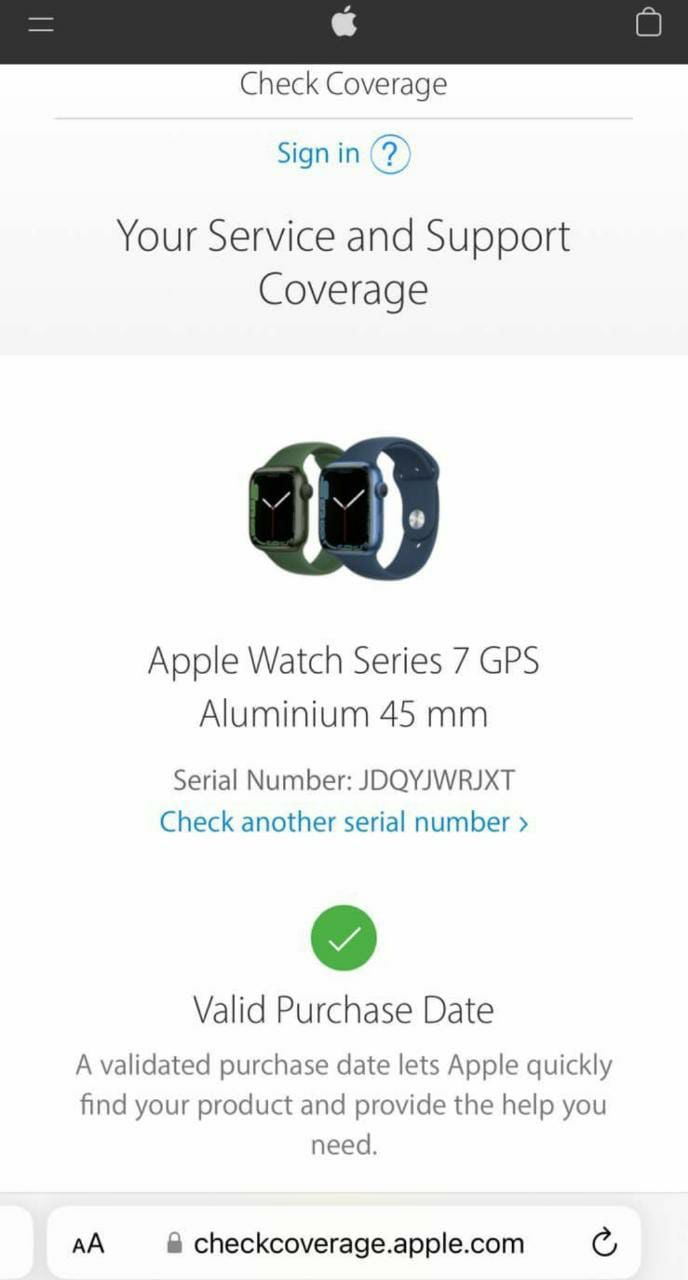 Check Coverage
Sign in ?
Your Service and Support
Coverage
Apple Watch Series 7 GPS
Aluminium 45 mm
Serial Number: JDQYJWRJXT
Check another serial number >
Valid Purchase Date
A validated purchase date lets Apple quickly
find your product and provide the help you
need.
AA checkcoverage.apple.com